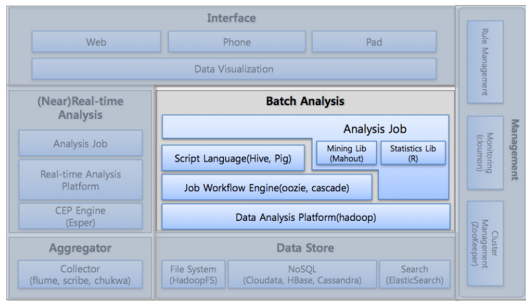 Interface
Web
Phone
Pad
Data Visualization
(Near)Real-time
Analysis
Analysis Job
Real-time Analysis
Platform
CEP Engine
(Esper)
Batch Analysis
Analysis Job
Script Language(Hive, Pig)
Mining Lib
(Mahout)
Statistics Lib
(R)
Job Workflow Engine(oozie, cascade)
Data Analysis Platform(hadoop)
Aggregator
Collector
(flume, scribe, chukwa)
Data Store
File System
(HadoopFS)
NoSQL
(Cloudata, HBase, Cassandra)
Search
(ElasticSearch)
Management
Rule Management
Monitoring
(cloumon)
Cluster
Management
(ZooKeeper)